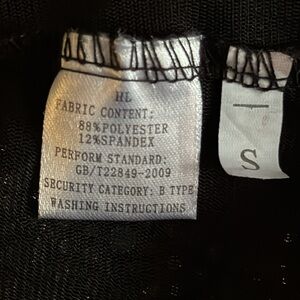 HL
FABRIC CONTENT:
88%POLYESTER
12%SPANDEX
PERFORM STANDARD:
GB/T22849-2009
SECURITY CATEGORY: B TYPE
WASHING INSTRUCTIONS
S